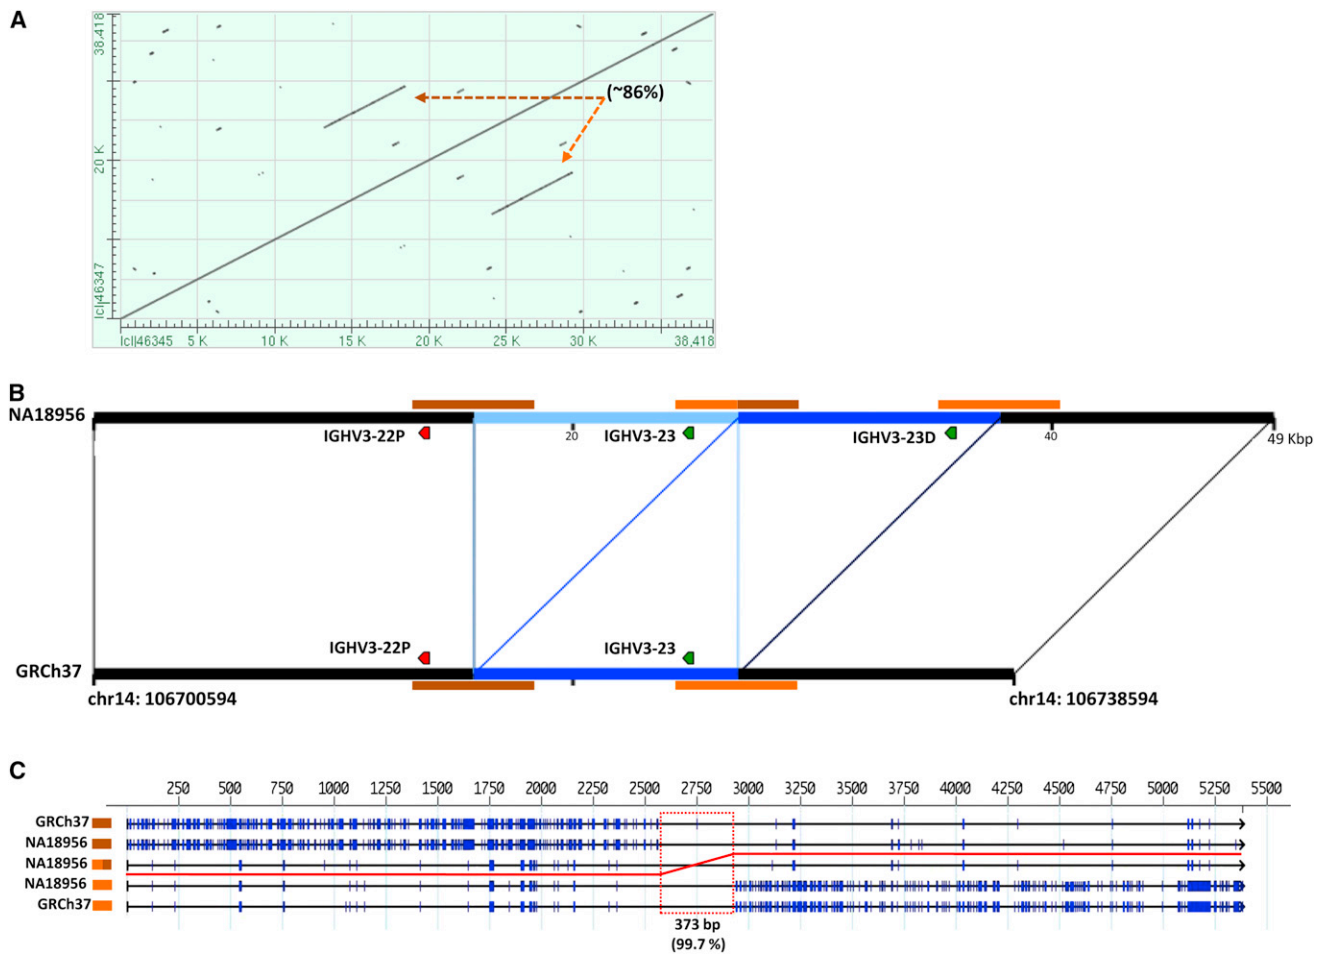 A
38,418
20 K
lcl|46347
(~86%)
lcl|46345 5 K 10 K 15 K 20 K 25 K 30 K 38,418
B
NA18956
IGHV3-22P 20 IGHV3-23 IGHV3-23D 40 49 Kbp
IGHV3-22P IGHV3-23
GRCh37
chr14: 106700594 chr14: 106738594
C
250 500 750 1000 1250 1500 1750 2000 2250 2500 2750 3000 3250 3500 3750 4000 4250 4500 4750 5000 5250 5500
GRCh37
NA18956
NA18956
NA18956
GRCh37
373 bp
(99.7 %)